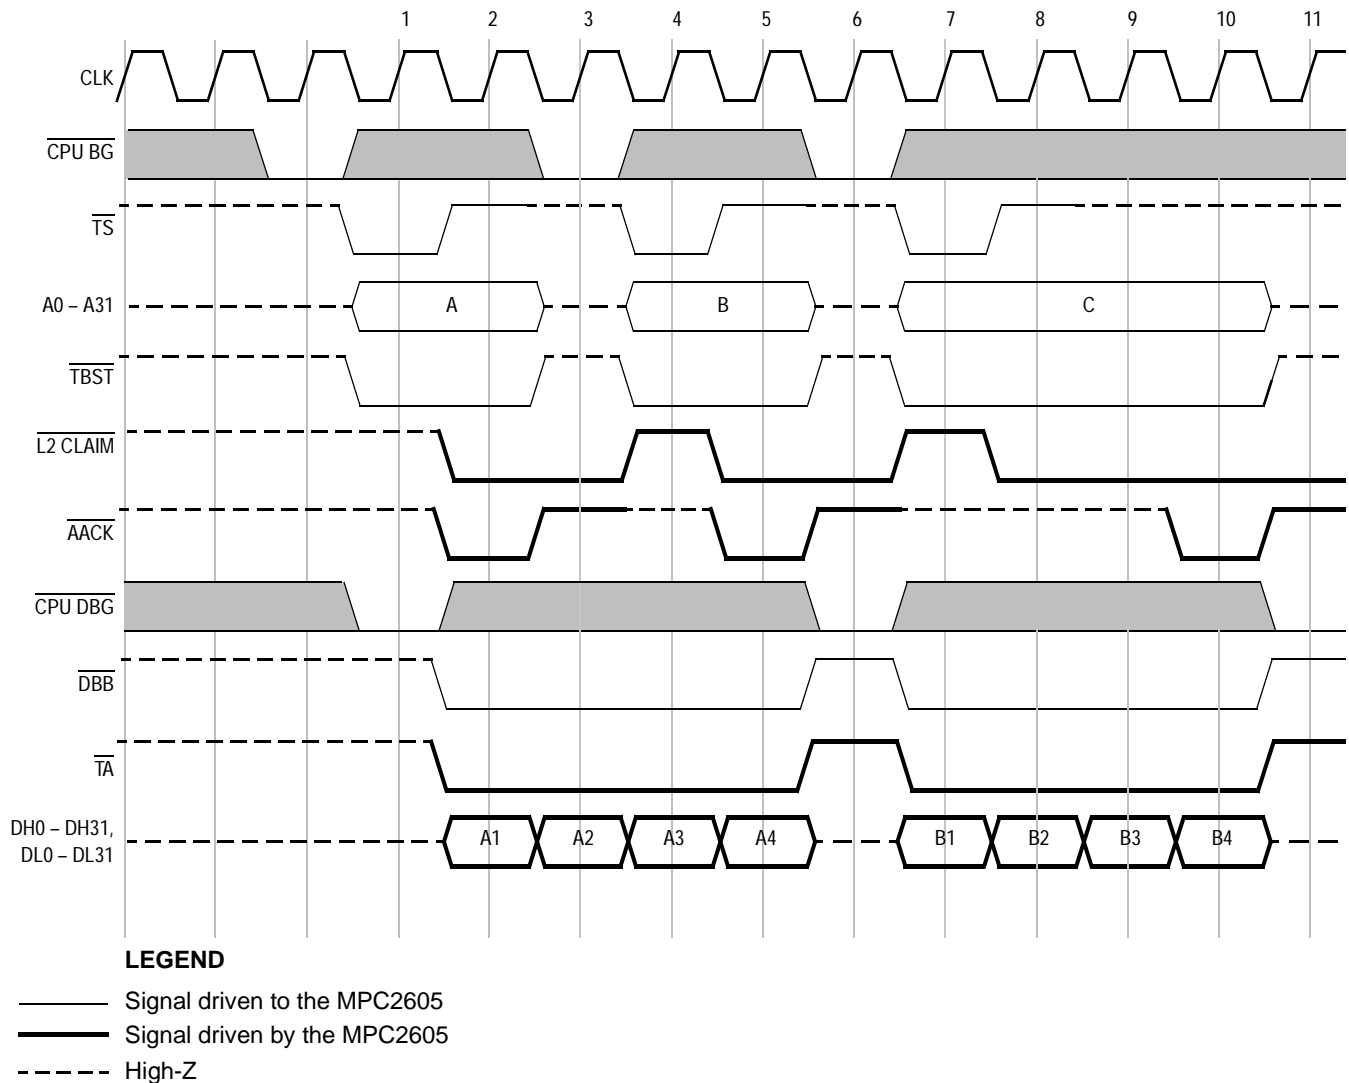 1 2 3 4 5 6 7 8 9 10 11
CLK
CPU BG
TS
A0 – A31 A B C
TBST
L2 CLAIM
AACK
CPU DBG
DBB
TA
DH0 – DH31,
DL0 – DL31
A1 A2 A3 A4 B1 B2 B3 B4
LEGEND
Signal driven to the MPC2605
Signal driven by the MPC2605
High-Z